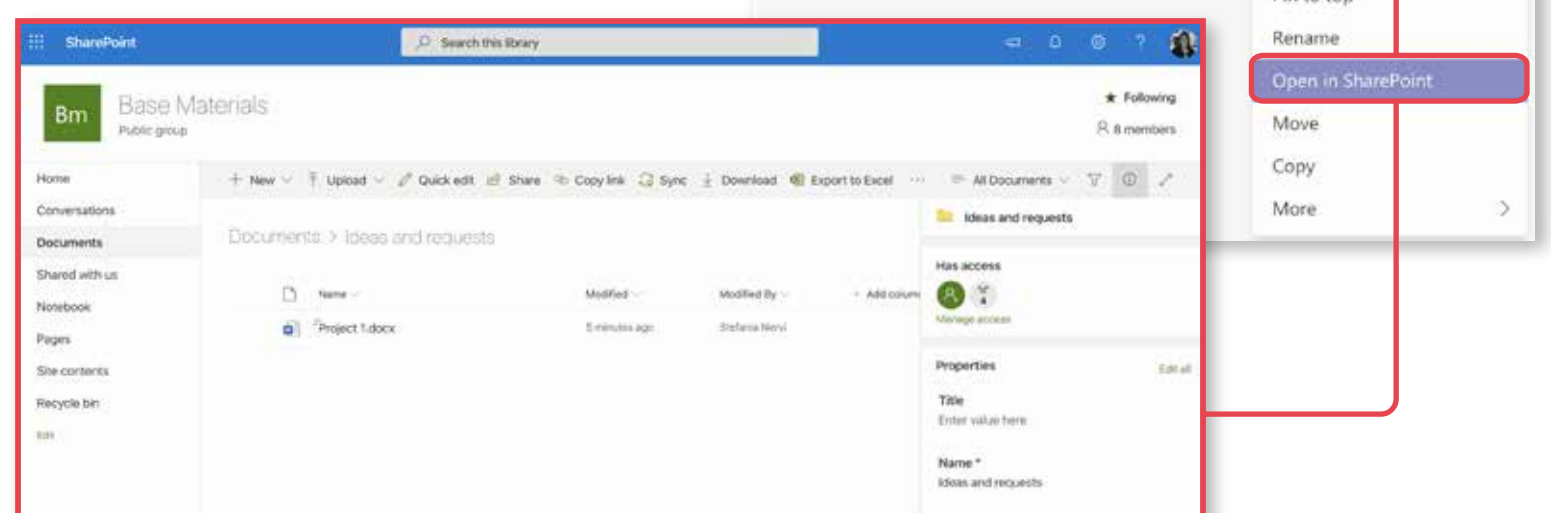 SharePoint
Search this library
?
Bm
Base Materials
Public group
Following
8 members
Home
Conversations
Documents
Shared with us
Notebook
Pages
Site contents
Recycle bin
Edit
+ New
Upload
Quick edit
Share
Copy link
Sync
Download
Export to Excel
...
All Documents
Documents > Ideas and requests
Name
Modified
Modified By
+ Add column
Project 1.docx
5 minutes ago
Stefania Nervi
Ideas and requests
Has access
Manage access
Properties
Edit all
Title
Enter value here
Name *
Ideas and requests
to top
Rename
Open in SharePoint
Move
Copy
More